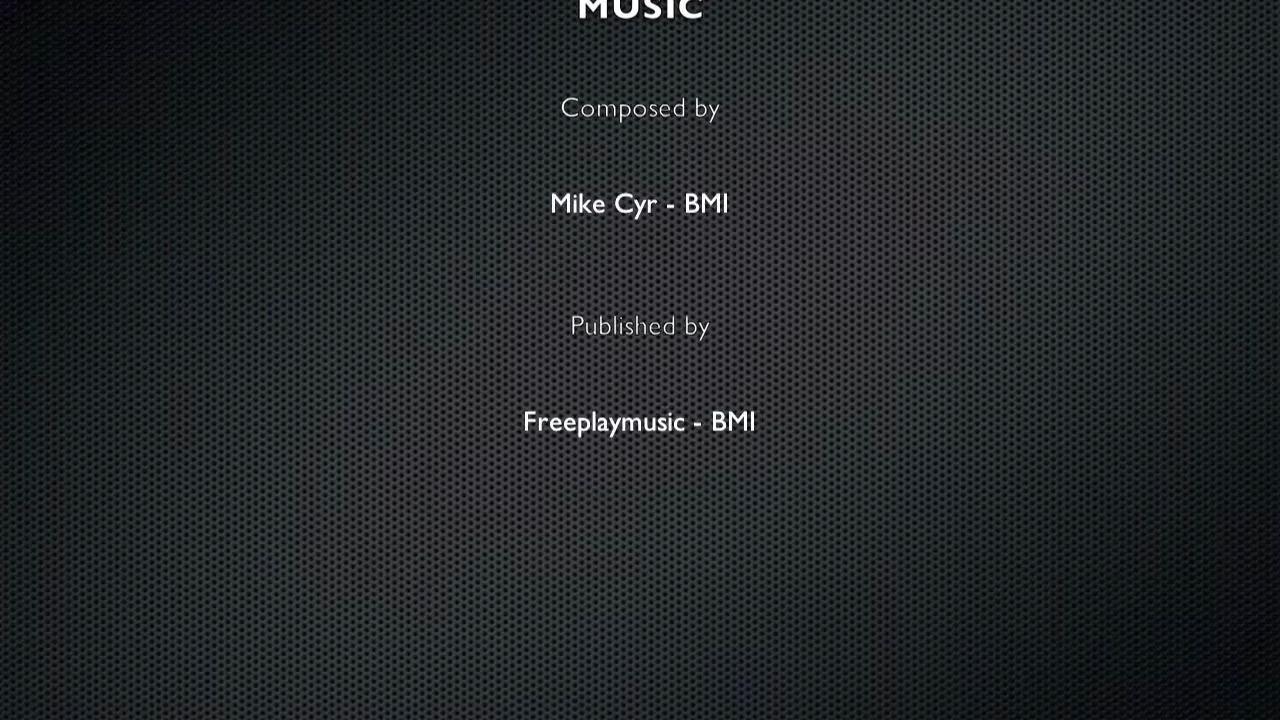 MUSIC
Composed by
Mike Cyr - BMI
Published by
Freeplaymusic - BMI